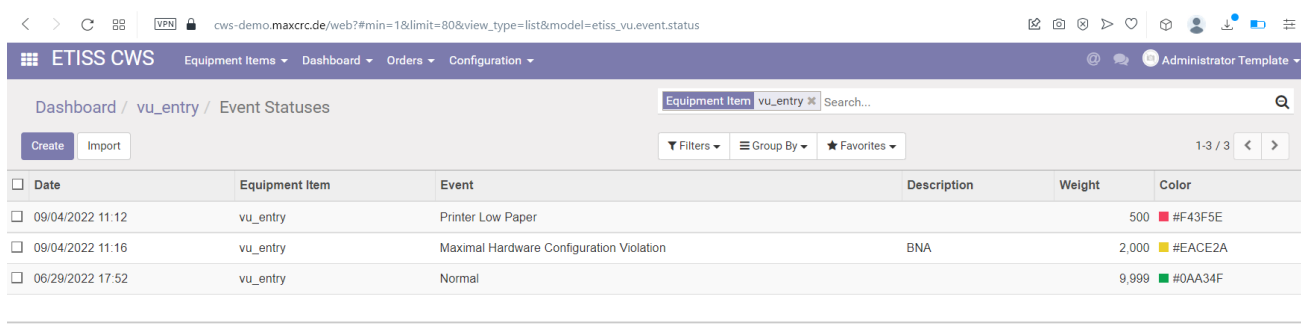 VPN cws-demo.maxcrc.de/web?#min=1&limit=80&view_type=list&model=etiss_vu.event.status
ETISS CWS Equipment Items Dashboard Orders Configuration @ Administrator Template
Dashboard / vu_entry / Event Statuses Equipment Item vu_entry Search...
Create Import Filters Group By Favorites 1-3 / 3
Date Equipment Item Event Description Weight Color
09/04/2022 11:12 vu_entry Printer Low Paper 500 #F43F5E
09/04/2022 11:16 vu_entry Maximal Hardware Configuration Violation BNA 2,000 #EACE2A
06/29/2022 17:52 vu_entry Normal 9,999 #0AA34F